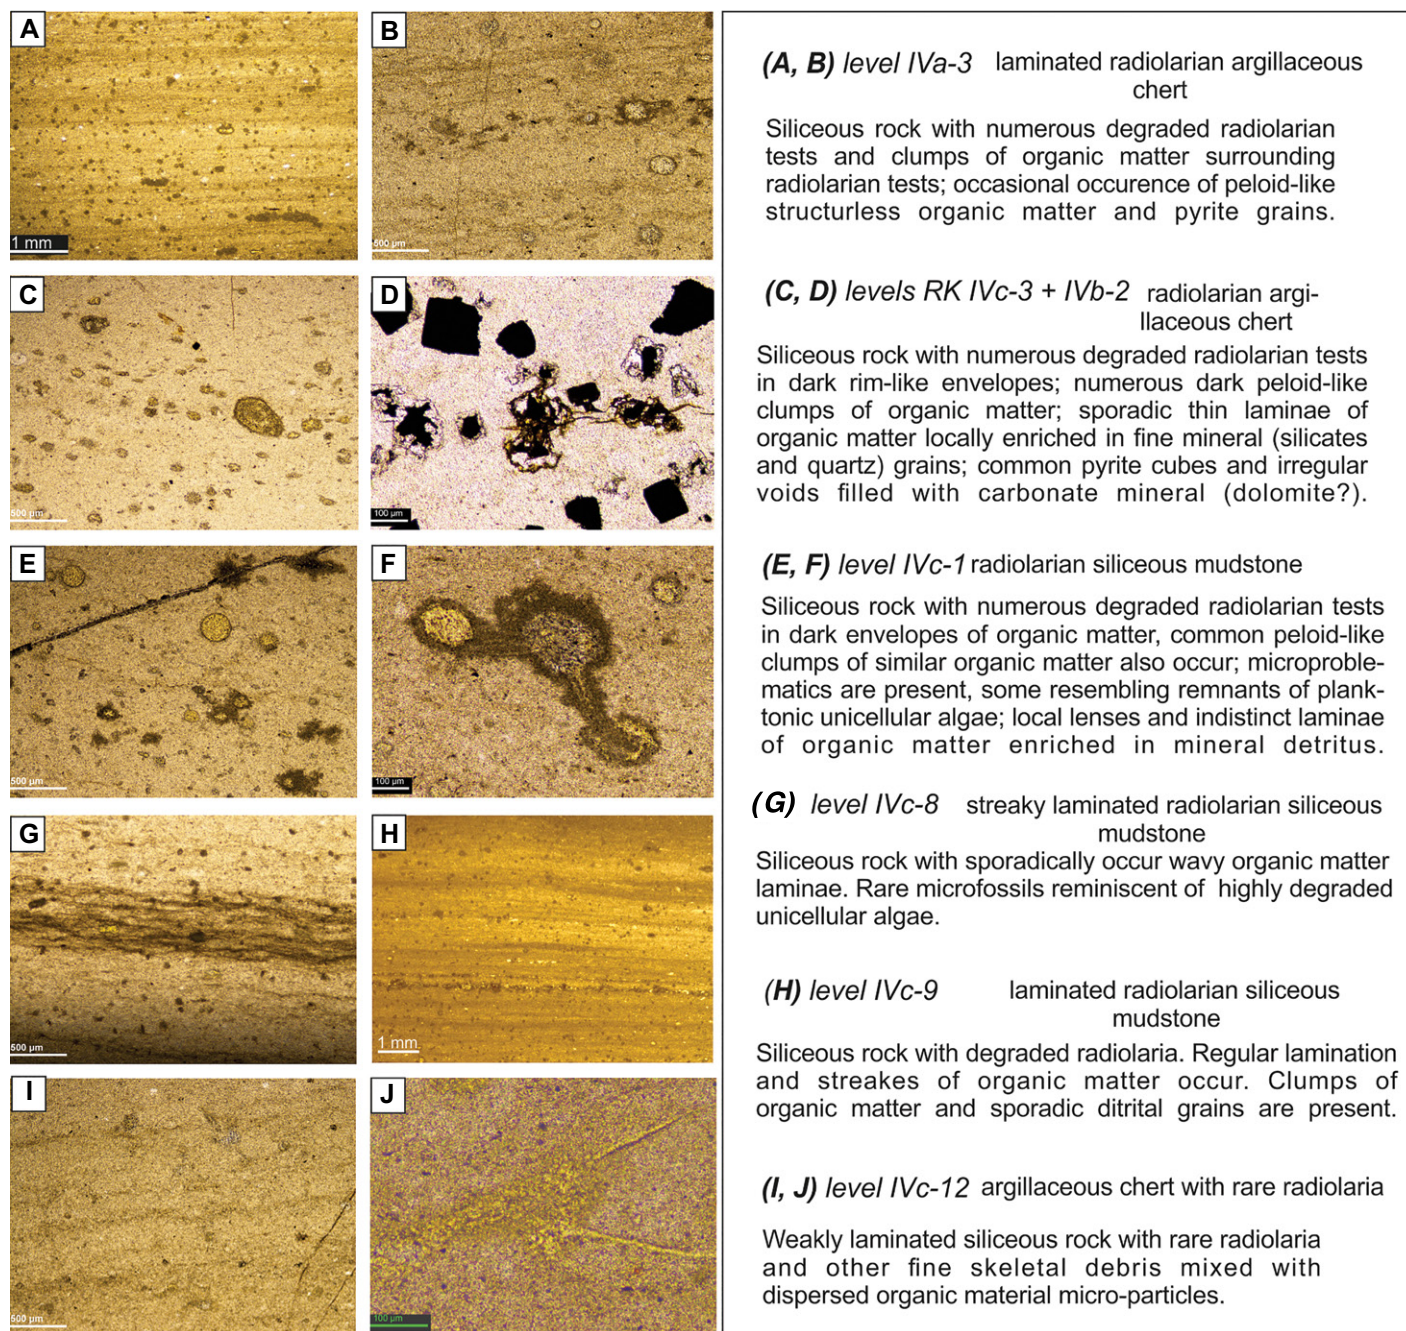 A
1 mm
B
500 µm
C
500 µm
D
100 µm
E
500 µm
F
100 µm
G
500 µm
H
1 mm
I
500 µm
J
100 µm
(A, B) level IVa-3 laminated radiolarian argillaceous
chert
Siliceous rock with numerous degraded radiolarian
tests and clumps of organic matter surrounding
radiolarian tests; occasional occurence of peloid-like
structurless organic matter and pyrite grains.
(C, D) levels RK IVc-3 + IVb-2 radiolarian argi-
llaceous chert
Siliceous rock with numerous degraded radiolarian tests
in dark rim-like envelopes; numerous dark peloid-like
clumps of organic matter; sporadic thin laminae of
organic matter locally enriched in fine mineral (silicates
and quartz) grains; common pyrite cubes and irregular
voids filled with carbonate mineral (dolomite?).
(E, F) level IVc-1 radiolarian siliceous mudstone
Siliceous rock with numerous degraded radiolarian tests
in dark envelopes of organic matter, common peloid-like
clumps of similar organic matter also occur; microproble-
matics are present, some resembling remnants of plank-
tonic unicellular algae; local lenses and indistinct laminae
of organic matter enriched in mineral detritus.
(G) level IVc-8 streaky laminated radiolarian siliceous
mudstone
Siliceous rock with sporadically occur wavy organic matter
laminae. Rare microfossils reminiscent of highly degraded
unicellular algae.
(H) level IVc-9 laminated radiolarian siliceous
mudstone
Siliceous rock with degraded radiolaria. Regular lamination
and streakes of organic matter occur. Clumps of
organic matter and sporadic ditrital grains are present.
(I, J) level IVc-12 argillaceous chert with rare radiolaria
Weakly laminated siliceous rock with rare radiolaria
and other fine skeletal debris mixed with
dispersed organic material micro-particles.